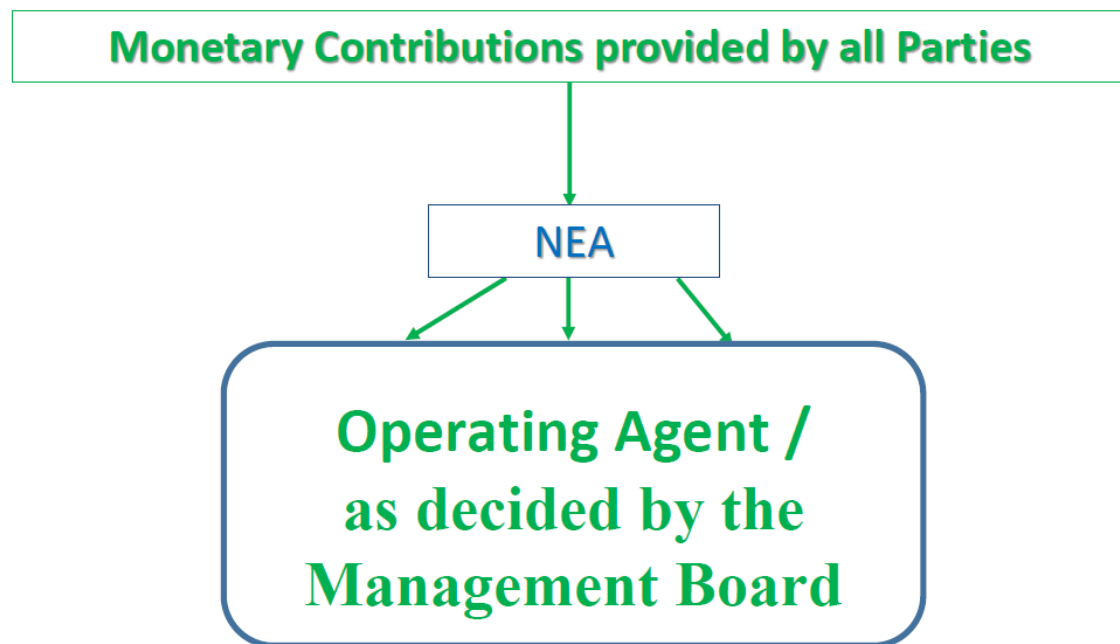 Monetary Contributions provided by all Parties
NEA
Operating Agent /
as decided by the
Management Board